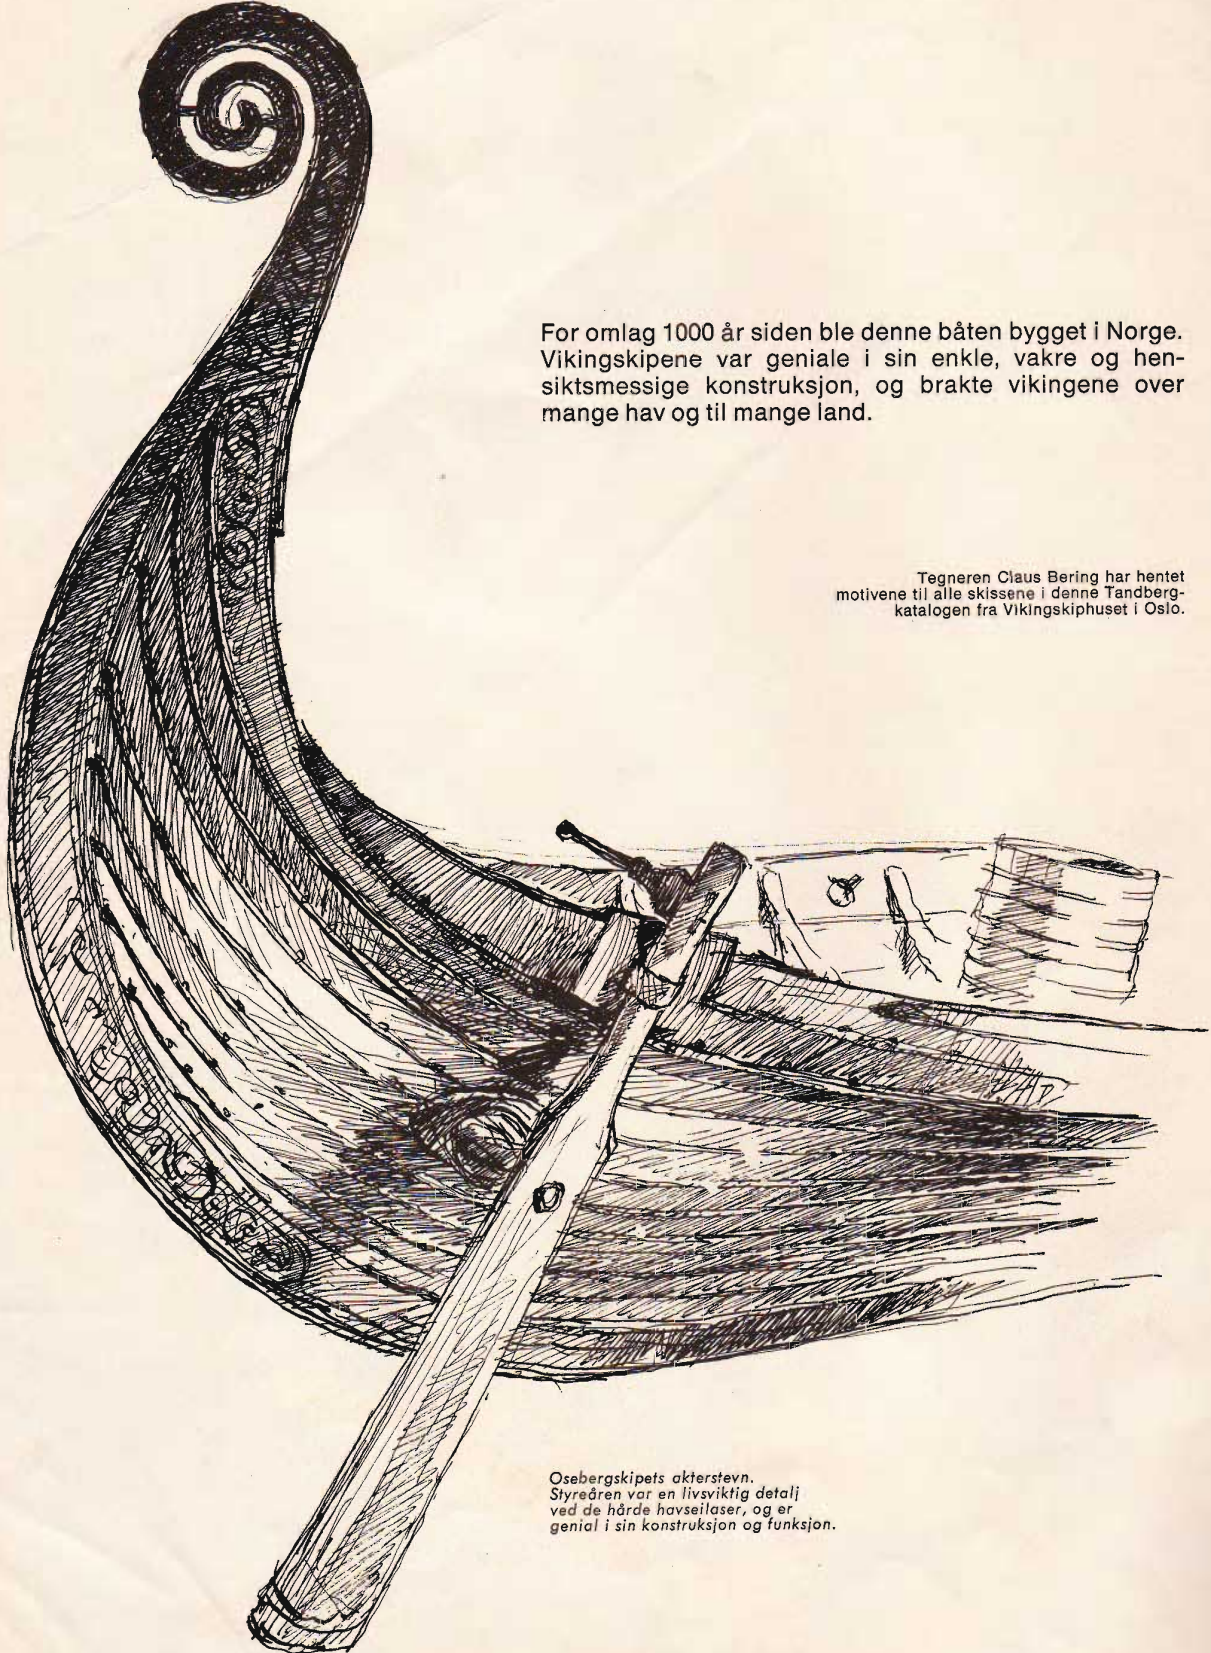 For omlag 1000 år siden ble denne båten bygget i Norge.
Vikingskipene var geniale i sin enkle, vakre og hen-
siktsmessige konstruksjon, og brakte vikingene over
mange hav og til mange land.
Tegneren Claus Bering har hentet
motivene til alle skissene i denne Tandberg-
katalogen fra Vikingskiphuset i Oslo.
Osebergskipets akterstevn.
Styreåren var en livsviktig detalj
ved de hårde havseilaser, og er
genial i sin konstruksjon og funksjon.